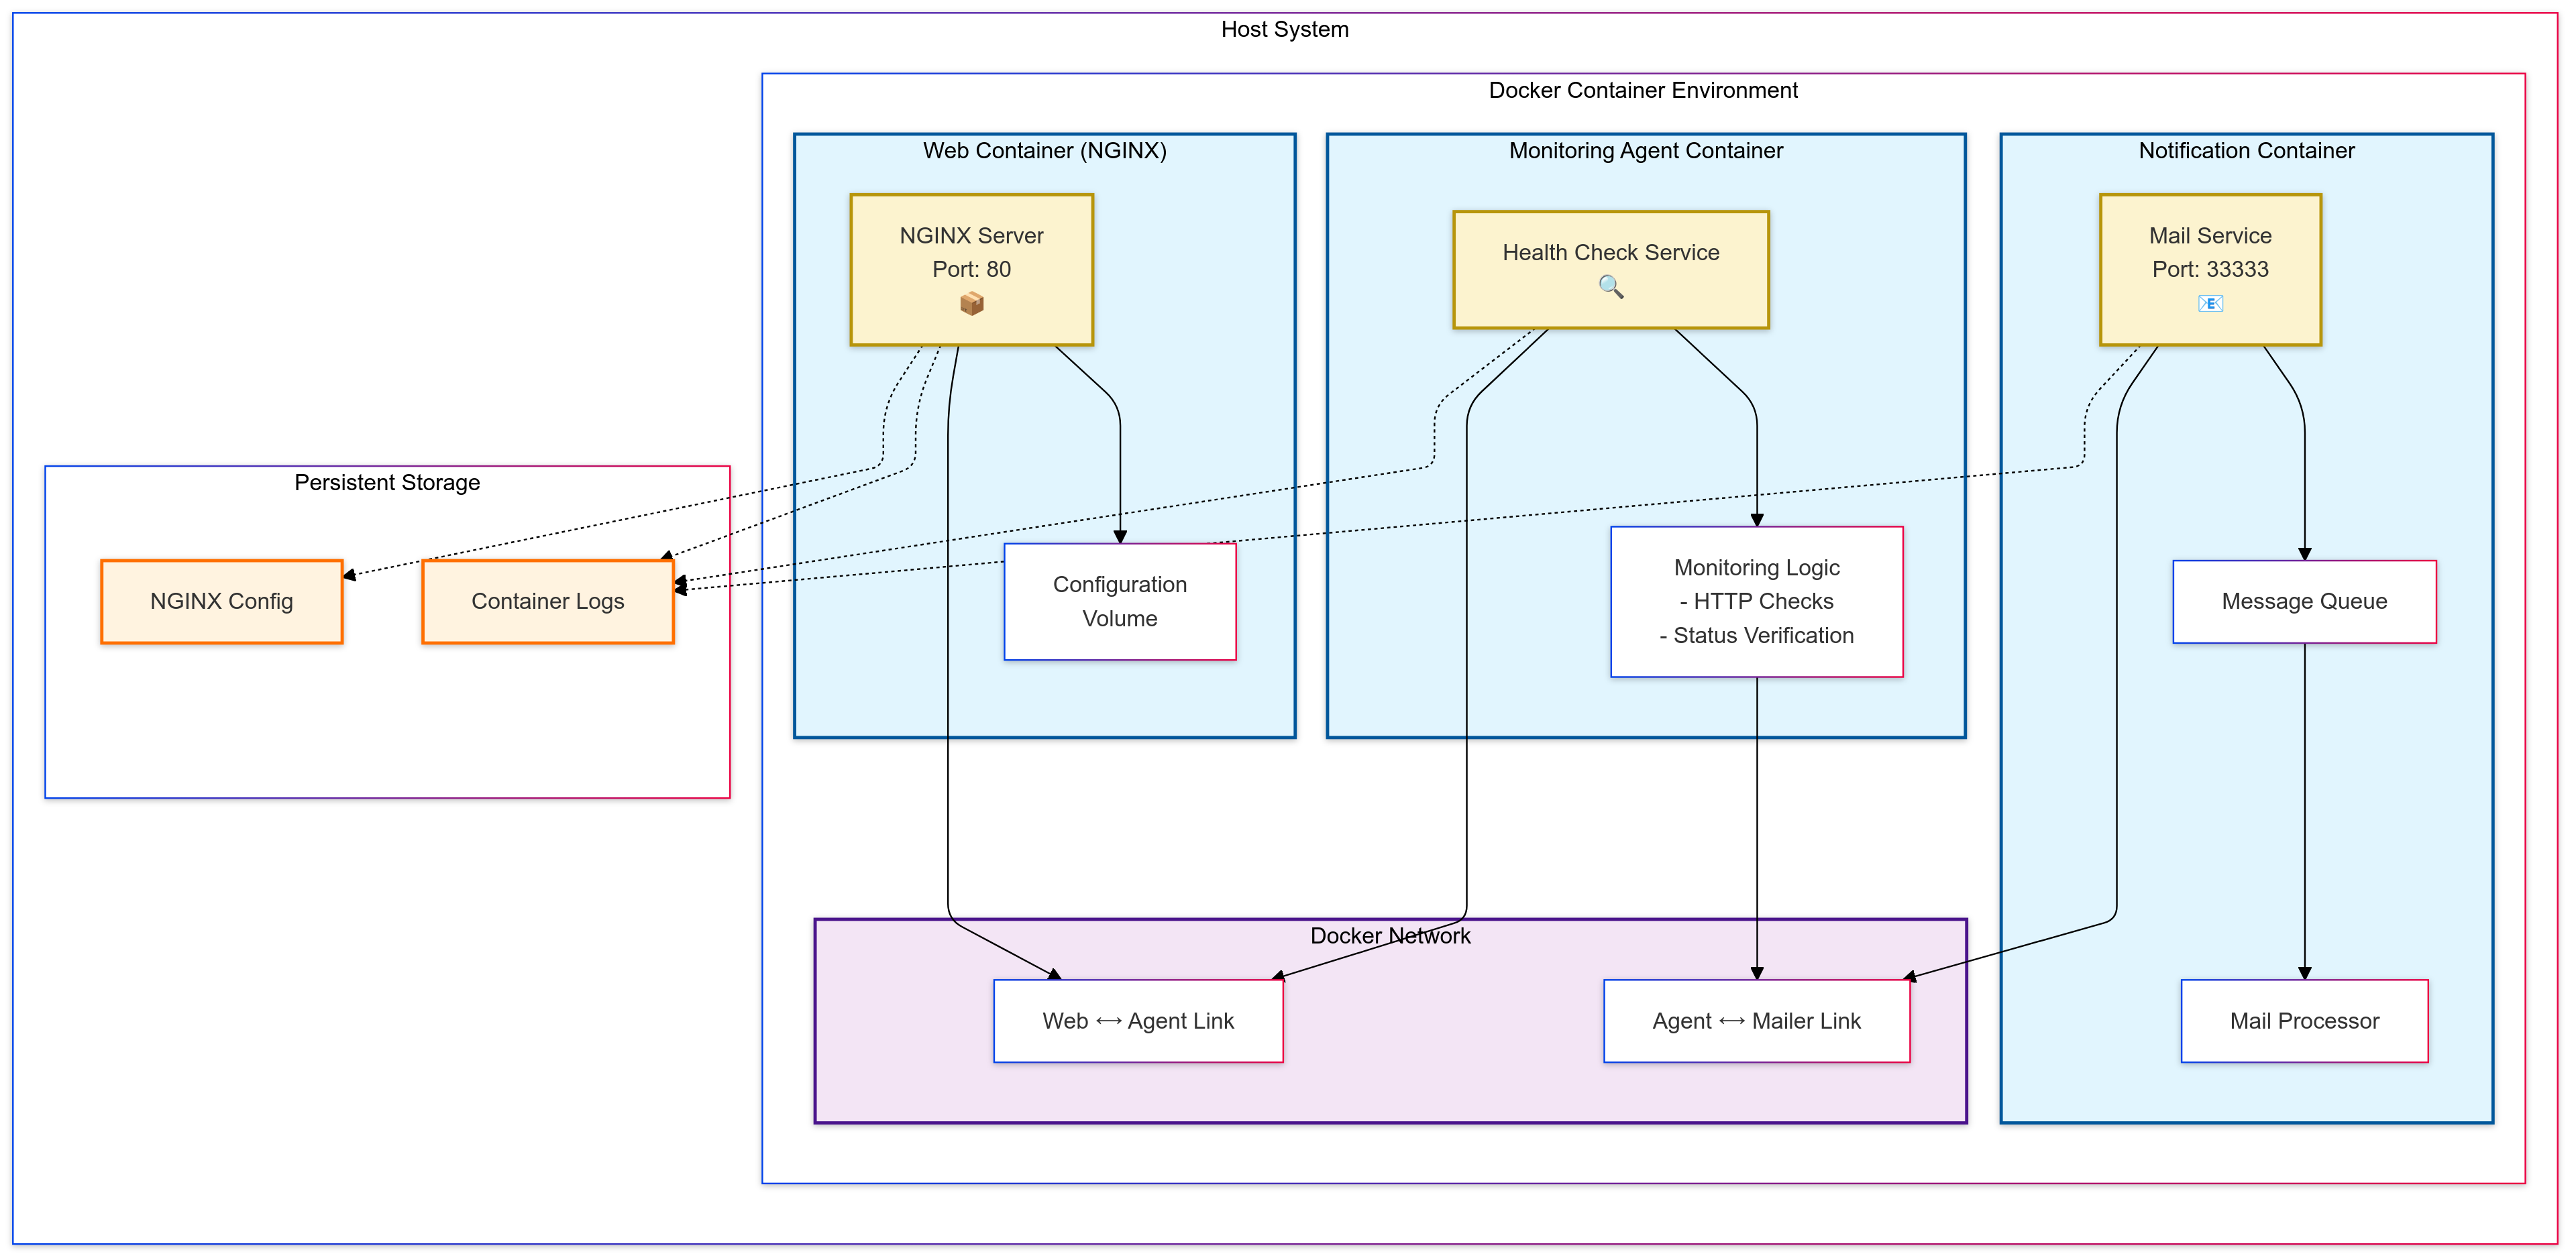 Host System
Docker Container Environment
Web Container (NGINX)
NGINX Server
Port: 80
Configuration
Volume
Monitoring Agent Container
Health Check Service
Monitoring Logic
- HTTP Checks
- Status Verification
Notification Container
Mail Service
Port: 33333
Message Queue
Mail Processor
Persistent Storage
NGINX Config
Container Logs
Docker Network
Web ⟷ Agent Link
Agent ⟷ Mailer Link